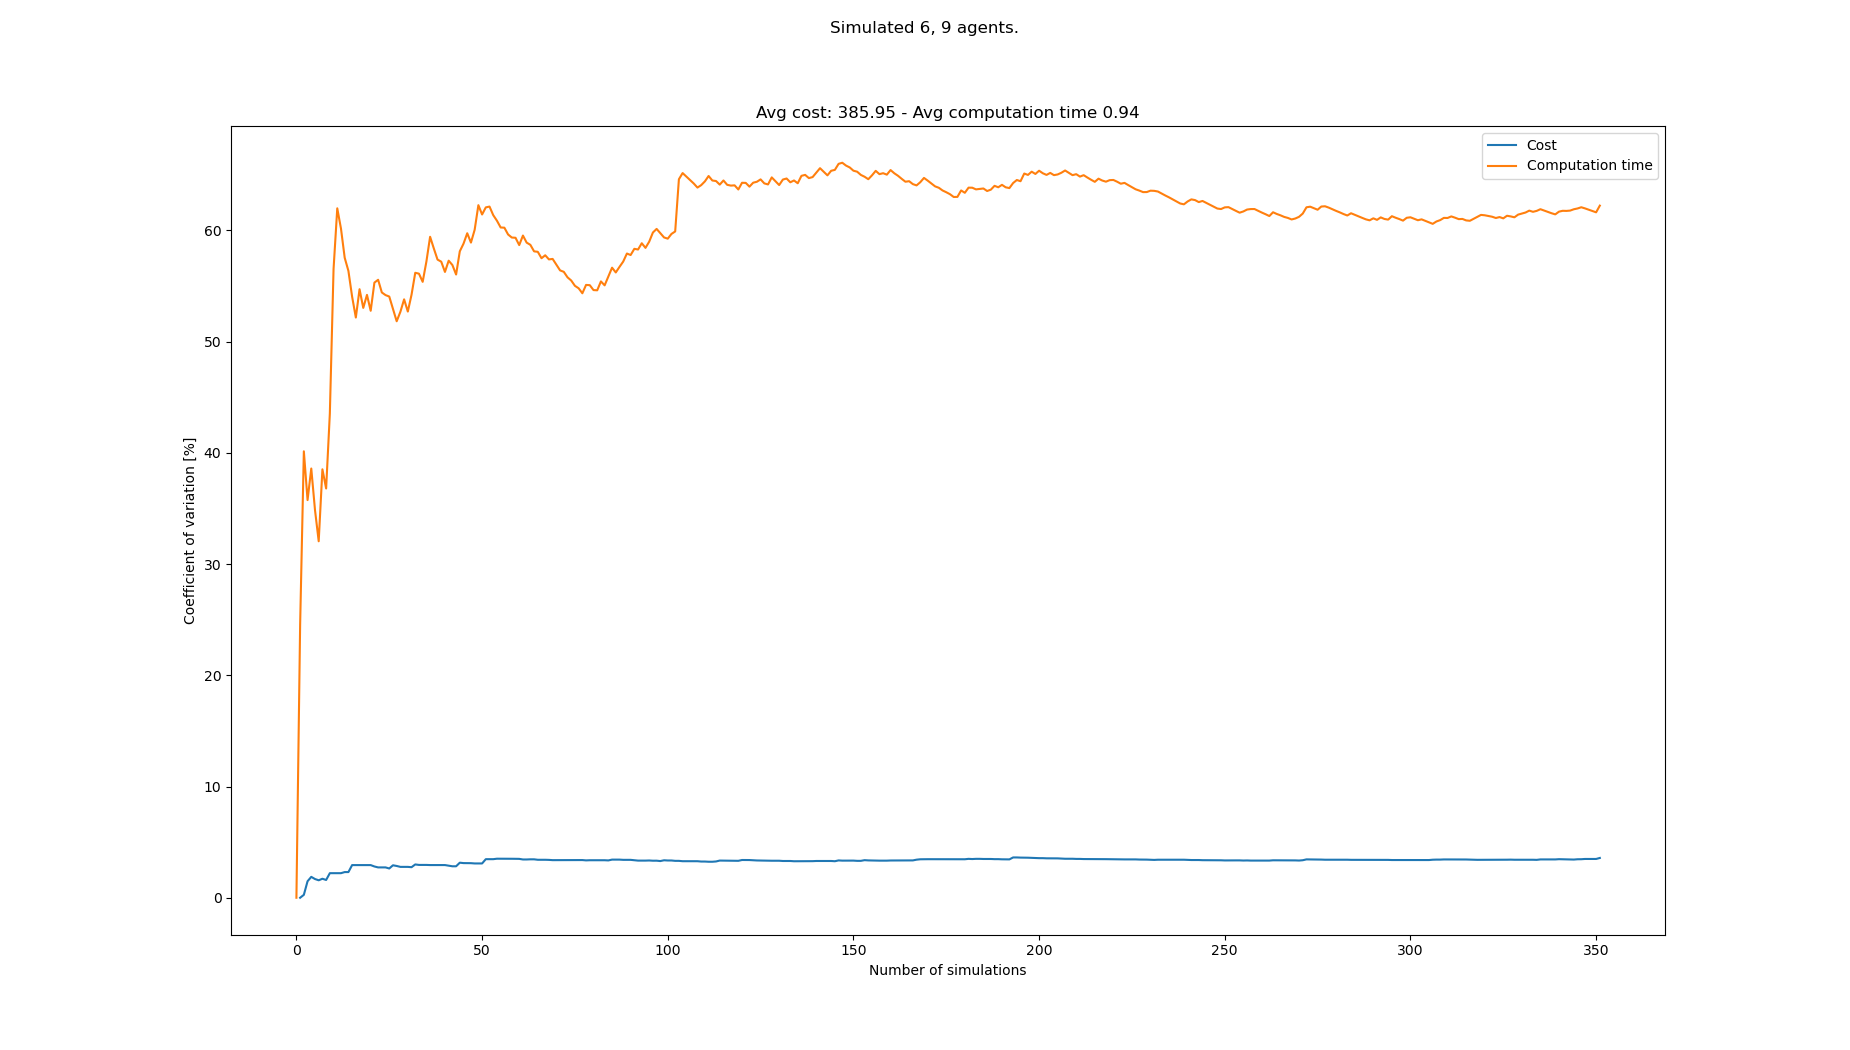 Simulated 6, 9 agents.
Avg cost: 385.95 - Avg computation time 0.94
Cost
Computation time
Coefficient of variation [%]
60
50
40
30
20
10
0
0 50 100 150 200 250 300 350
Number of simulations